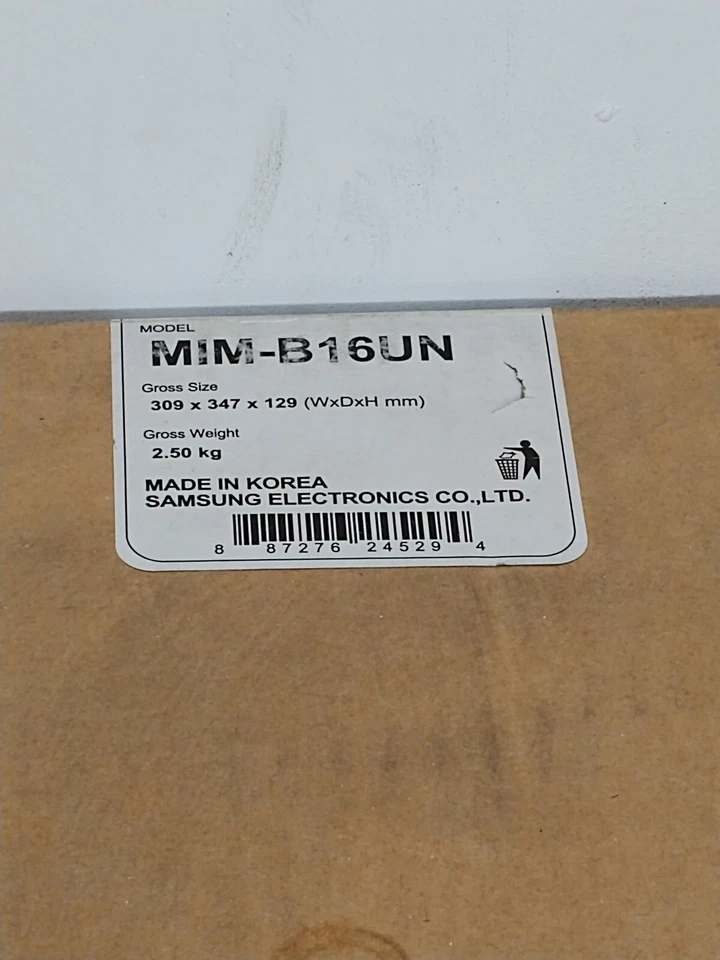 MODEL
MIM-B16UN
Gross Size
309 x 347 x 129 (WxDxH mm)
Gross Weight
2.50 kg
MADE IN KOREA
SAMSUNG ELECTRONICS CO.,LTD.
8 87276 24529 4